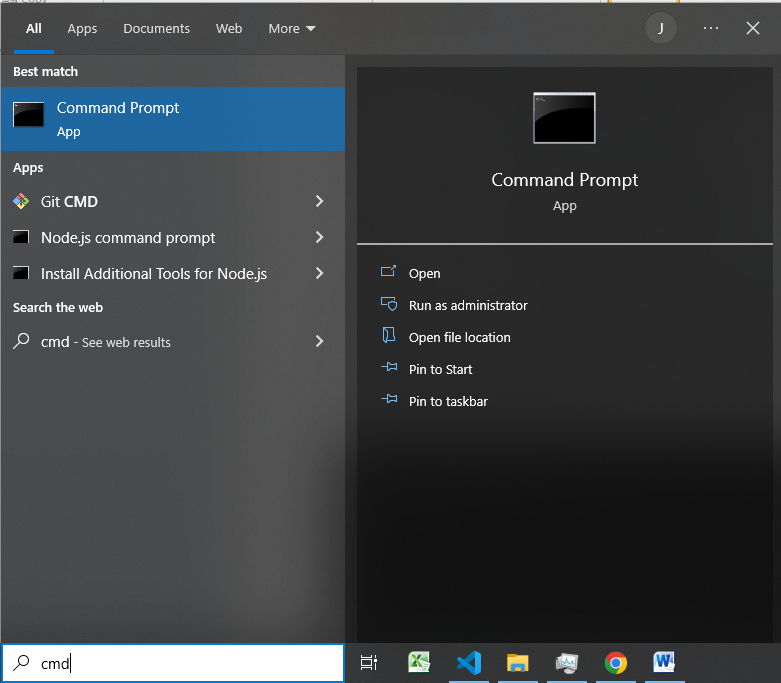 All Apps Documents Web More J ...
Best match
Command Prompt
App
Apps
Git CMD
Node.js command prompt
Install Additional Tools for Node.js
Search the web
cmd - See web results
Command Prompt
App
Open
Run as administrator
Open file location
Pin to Start
Pin to taskbar
cmd